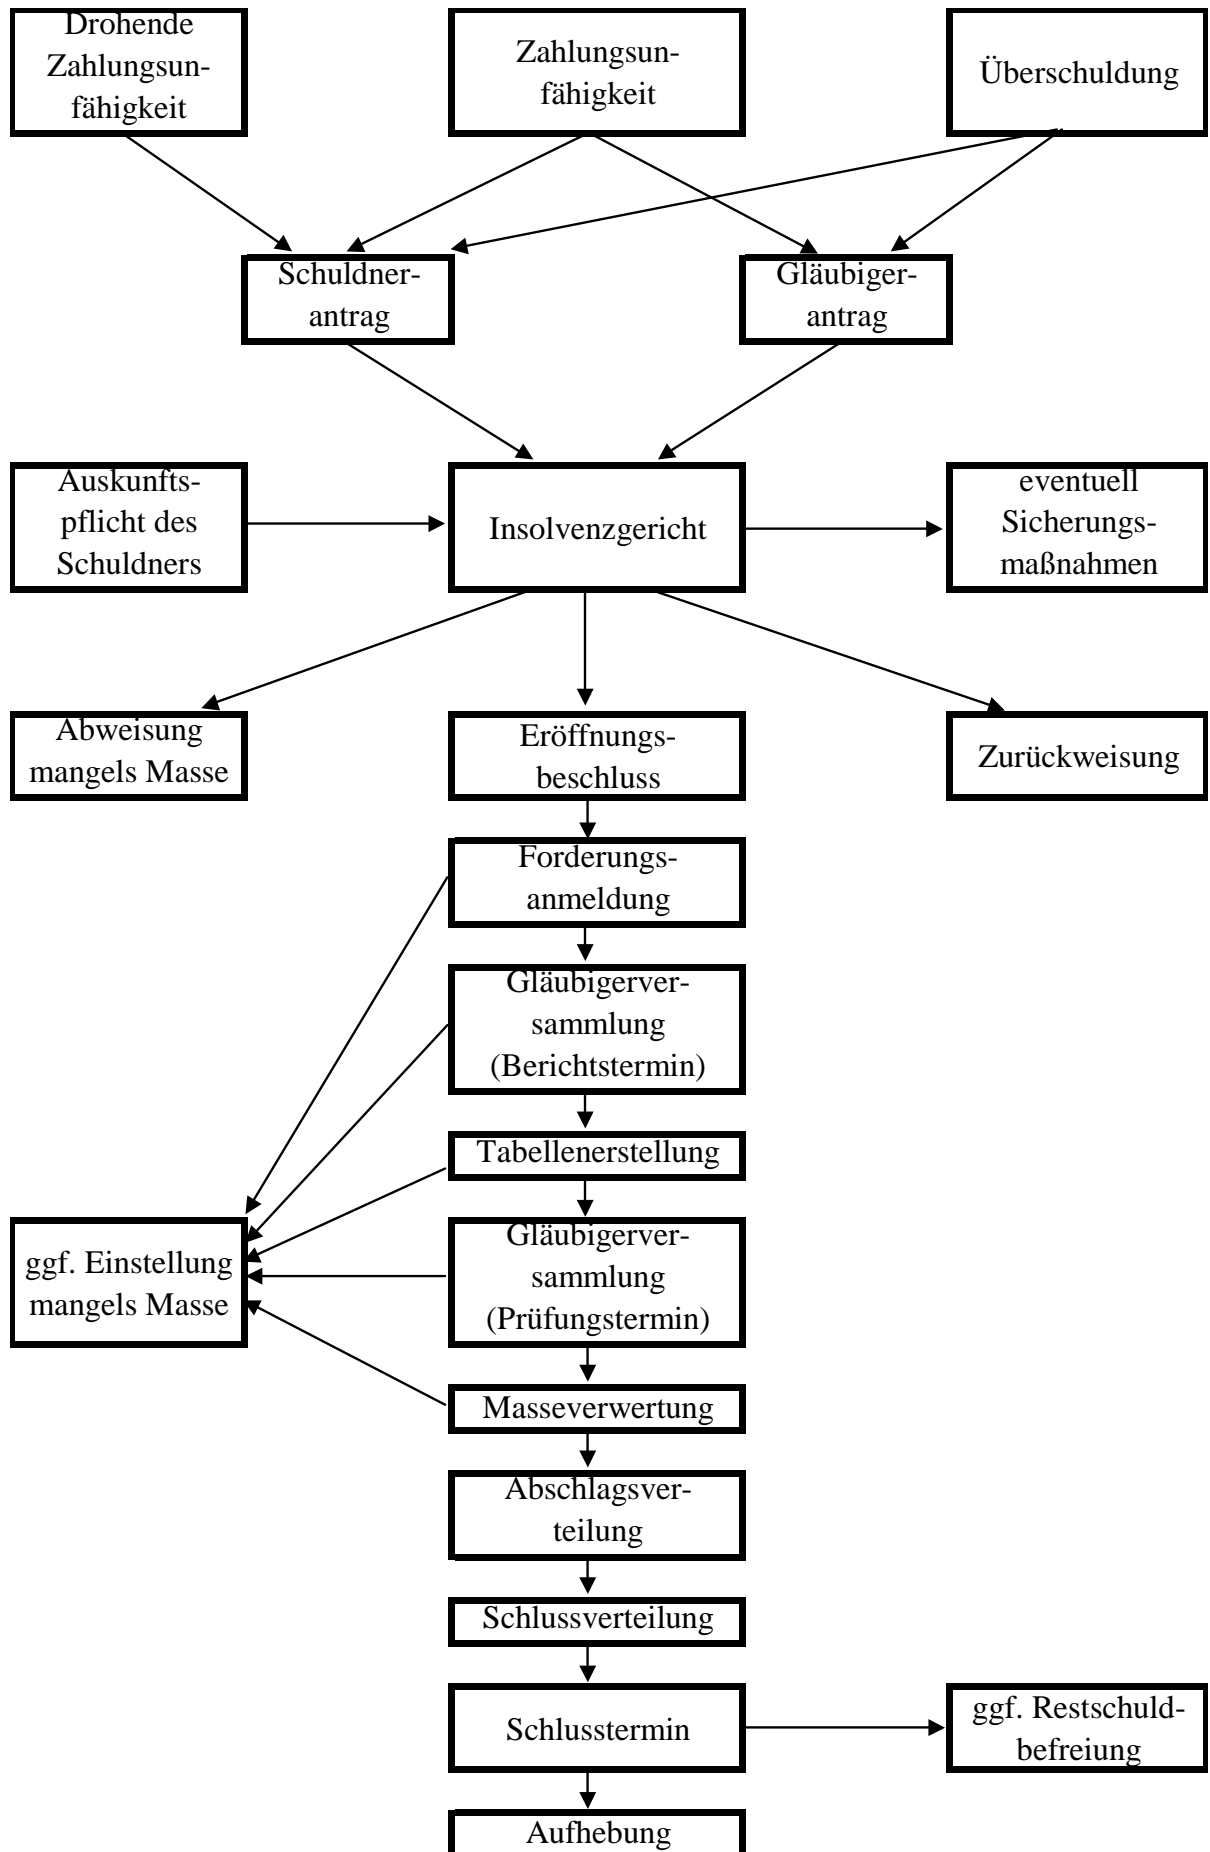 Drohende
Zahlungsun-
fähigkeit
Zahlungsun-
fähigkeit
Überschuldung
Schuldner-
antrag
Gläubiger-
antrag
Auskunfts-
pflicht des
Schuldners
Insolvenzgericht
eventuell
Sicherungs-
maßnahmen
Abweisung
mangels Masse
Eröffnungs-
beschluss
Zurückweisung
Forderungs-
anmeldung
Gläubigerver-
sammlung
(Berichtstermin)
Tabellenerstellung
ggf. Einstellung
mangels Masse
Gläubigerver-
sammlung
(Prüfungstermin)
Masseverwertung
Abschlagsver-
teilung
Schlussverteilung
Schlusstermin
ggf. Restschuld-
befreiung
Aufhebung